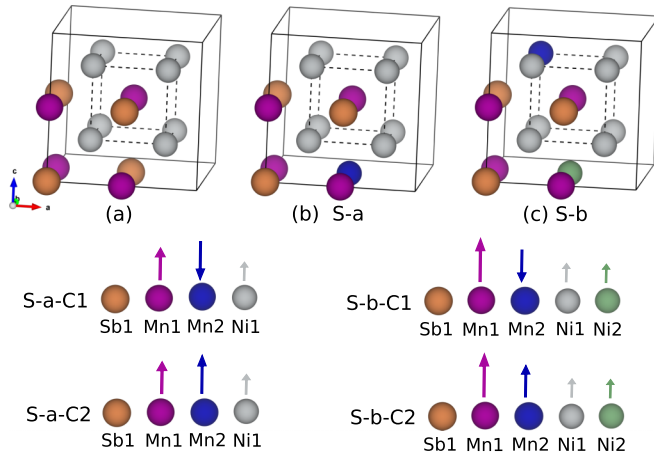 c
b
a
(a)
(b) S-a
(c) S-b
S-a-C1
Sb1 Mn1 Mn2 Ni1
S-b-C1
Sb1 Mn1 Mn2 Ni1 Ni2
S-a-C2
Sb1 Mn1 Mn2 Ni1
S-b-C2
Sb1 Mn1 Mn2 Ni1 Ni2